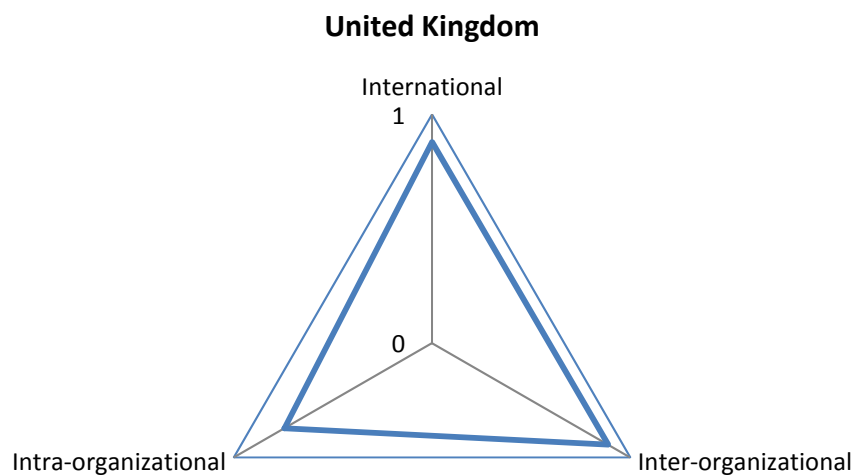 United Kingdom
International
1
0
Intra-organizational
Inter-organizational